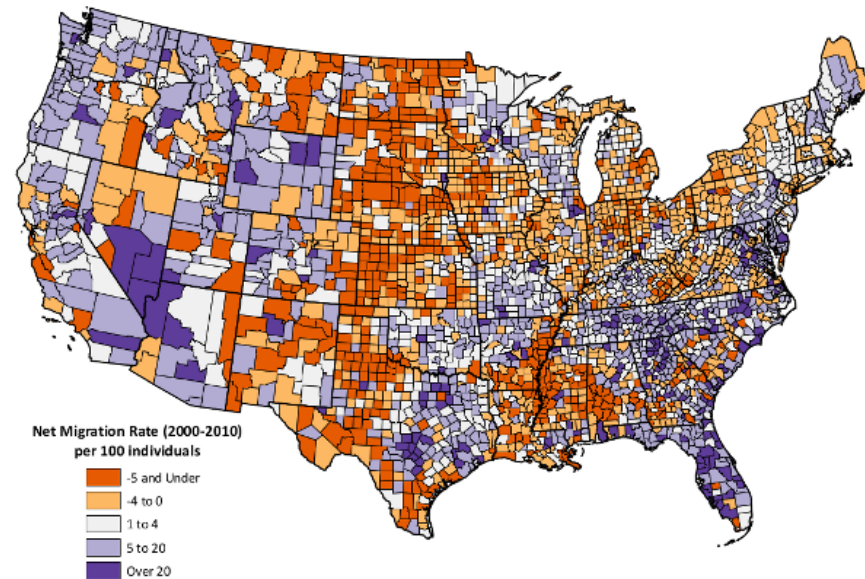 Net Migration Rate (2000-2010)
per 100 individuals
-5 and Under
-4 to 0
1 to 4
5 to 20
Over 20